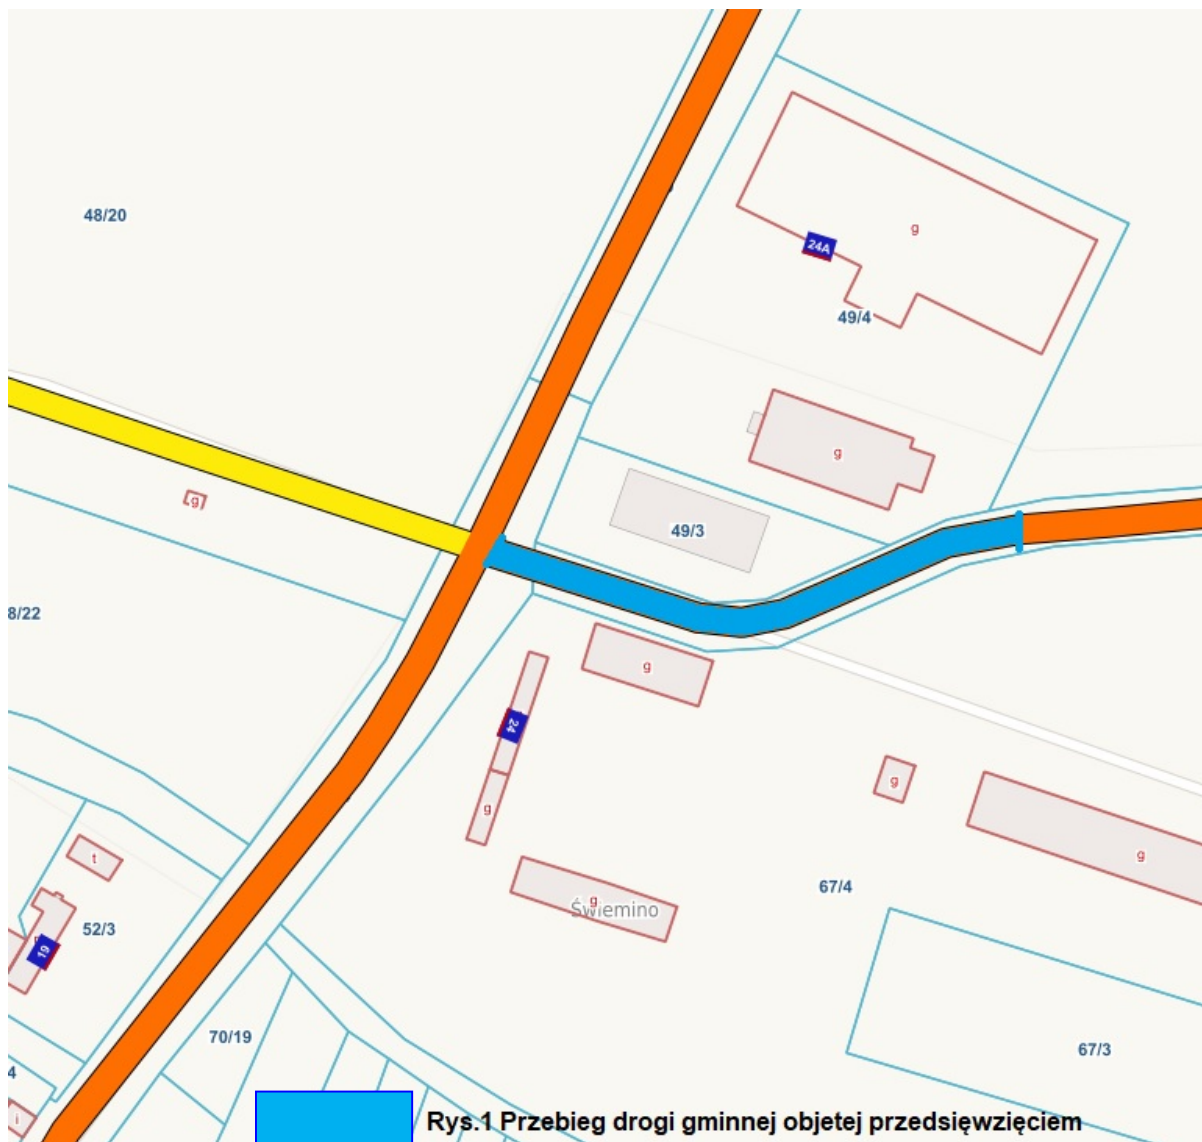 48/20
g
24A
49/4
g
g
49/3
8/22
g
24
g
g
t
g
67/4
g
Świemino
52/3
19
70/19
67/3
4
i
Rys.1 Przebieg drogi gminnej objetej przedsięwzięciem